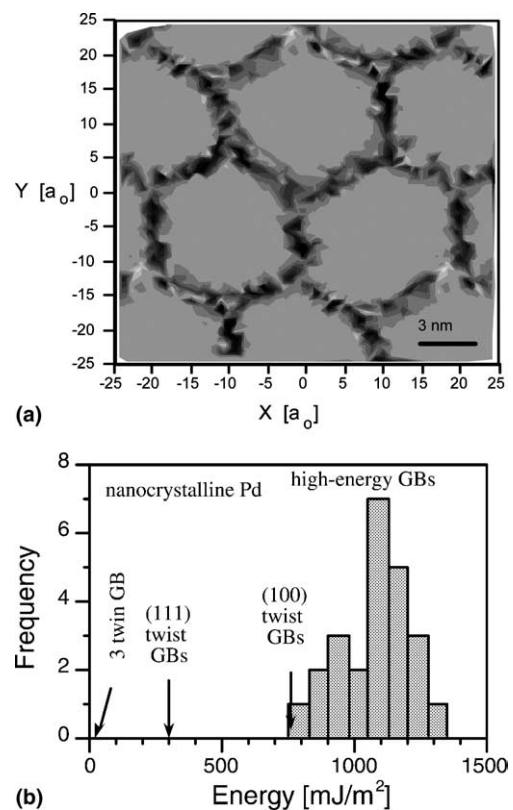 25
20
15
10
5
Y [a₀] 0
-5
-10
-15
-20
-25
3 nm
-25 -20 -15 -10 -5 0 5 10 15 20 25
(a)
X [a₀]
8
nanocrystalline Pd
high-energy GBs
6
Frequency
4
3 twin GB
(111)
twist
GBs
(100)
twist
GBs
2
0
0 500 1000 1500
(b)
Energy [mJ/m²]